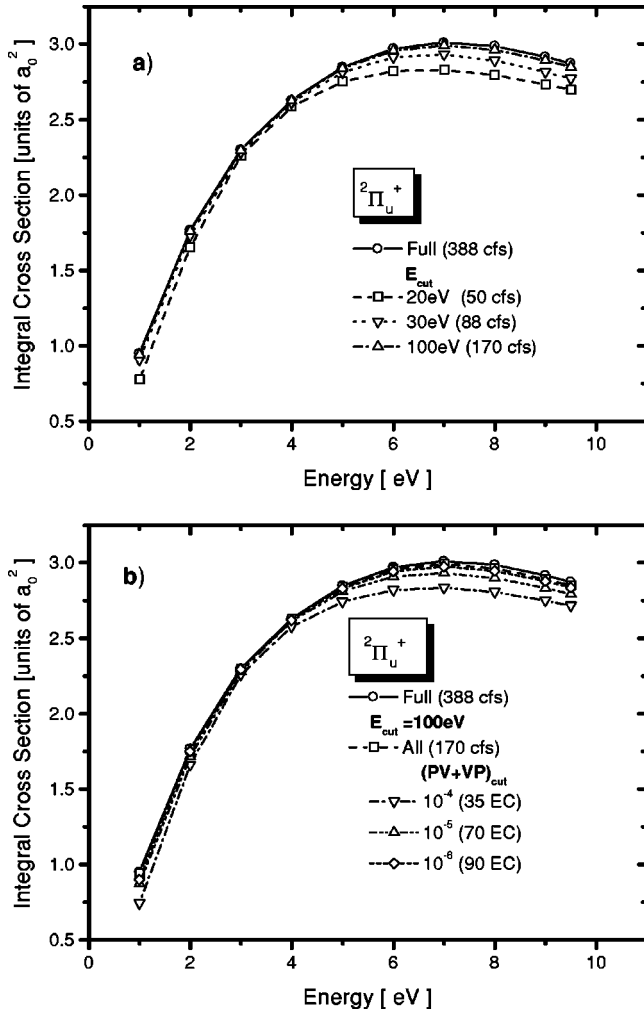 a)
3.0
2.5
2.0
1.5
1.0
0.5
Integral Cross Section [units of a₀²]
²Πᵤ⁺
Full (388 cfs)
E_cut
20eV (50 cfs)
30eV (88 cfs)
100eV (170 cfs)
0 2 4 6 8 10
Energy [ eV ]
b)
3.0
2.5
2.0
1.5
1.0
0.5
Integral Cross Section [units of a₀²]
²Πᵤ⁺
Full (388 cfs)
E_cut =100eV
All (170 cfs)
(PV+VP)_cut
10⁻⁴ (35 EC)
10⁻⁵ (70 EC)
10⁻⁶ (90 EC)
0 2 4 6 8 10
Energy [ eV ]